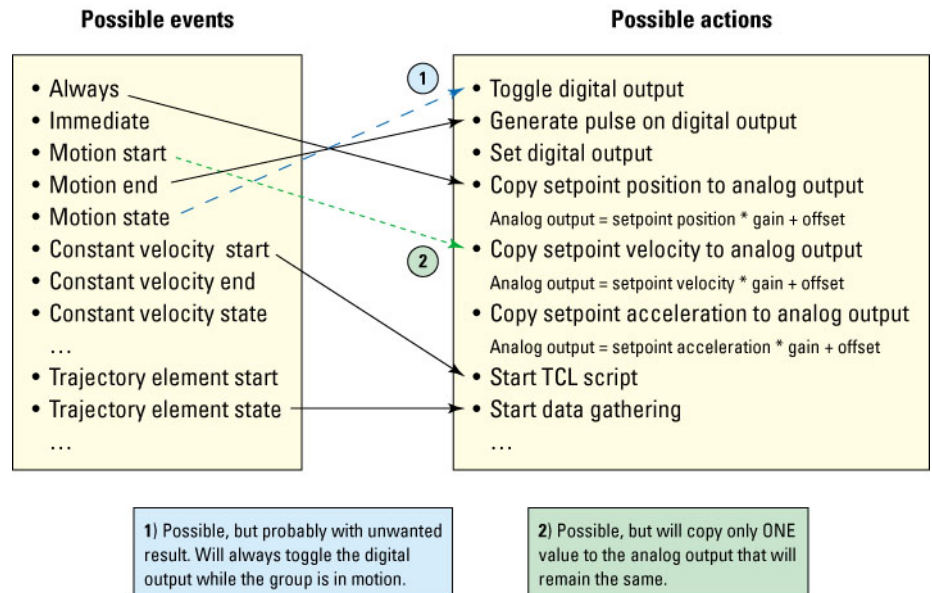 Possible events
• Always
• Immediate
• Motion start
• Motion end
• Motion state
• Constant velocity start
• Constant velocity end
• Constant velocity state
...
• Trajectory element start
• Trajectory element state
...
1
2
Possible actions
• Toggle digital output
• Generate pulse on digital output
• Set digital output
• Copy setpoint position to analog output
Analog output = setpoint position * gain + offset
• Copy setpoint velocity to analog output
Analog output = setpoint velocity * gain + offset
• Copy setpoint acceleration to analog output
Analog output = setpoint acceleration * gain + offset
• Start TCL script
• Start data gathering
...
1) Possible, but probably with unwanted
result. Will always toggle the digital
output while the group is in motion.
2) Possible, but will copy only ONE
value to the analog output that will
remain the same.